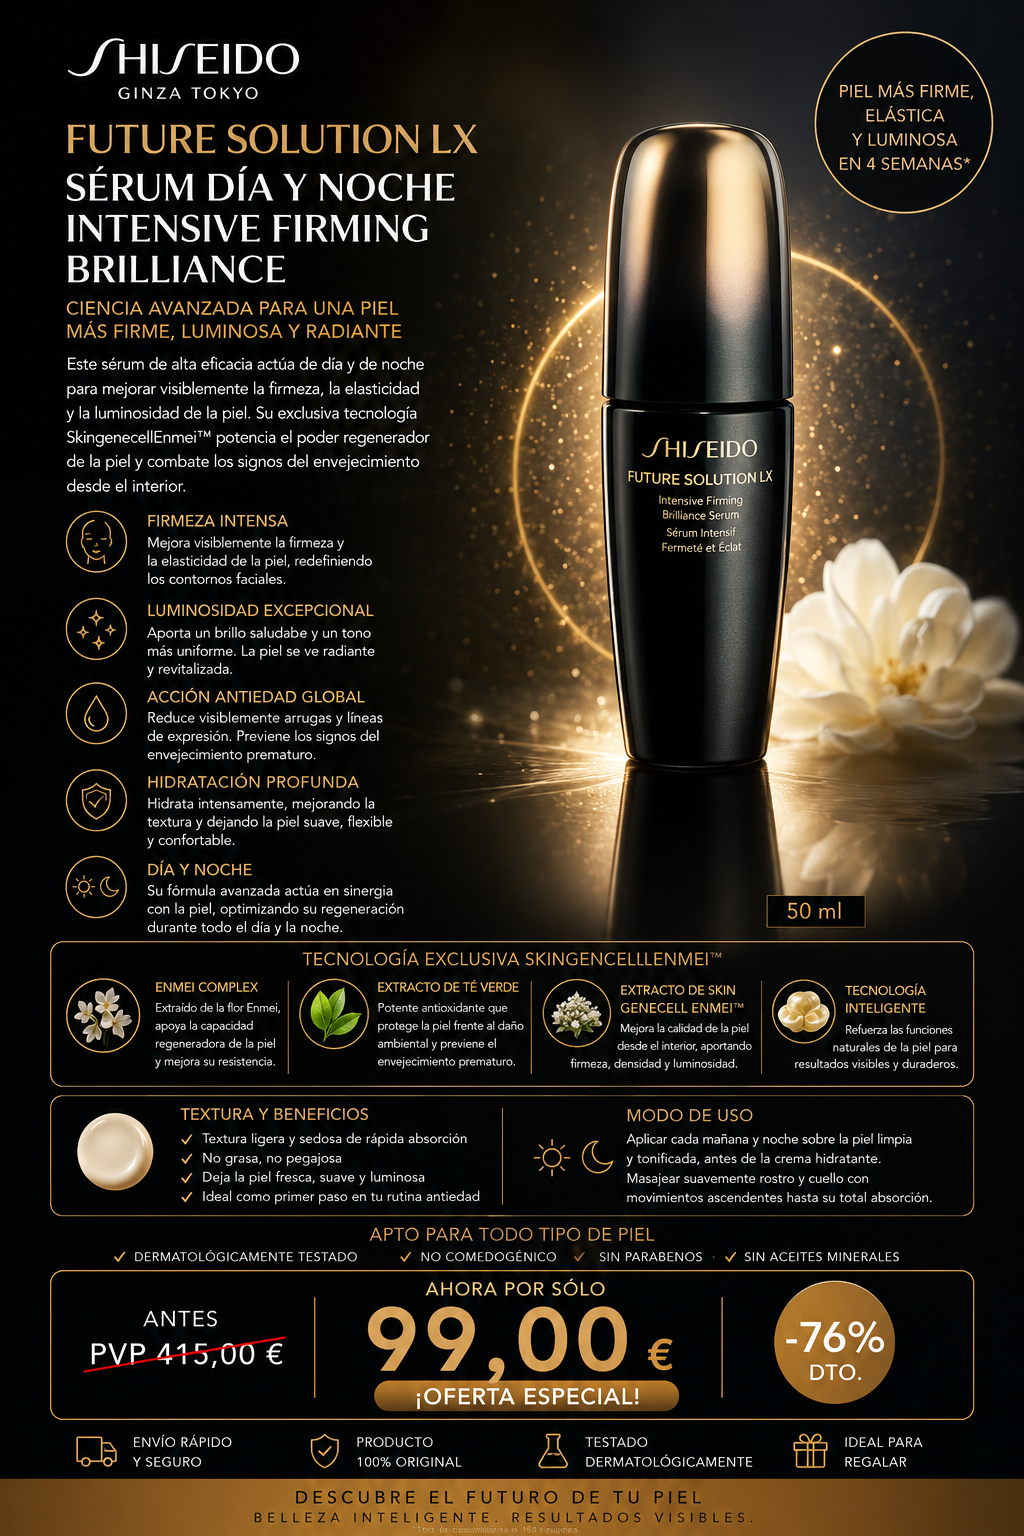 SHISEIDO
GINZA TOKYO
FUTURE SOLUTION LX
SÉRUM DÍA Y NOCHE
INTENSIVE FIRMING
BRILLIANCE
CIENCIA AVANZADA PARA UNA PIEL
MÁS FIRME, LUMINOSA Y RADIANTE
Este sérum de alta eficacia actúa de día y de noche
para mejorar visiblemente la firmeza, la elasticidad
y la luminosidad de la piel. Su exclusiva tecnología
SkingenecellEnmei™ potencia el poder regenerador
de la piel y combate los signos del envejecimiento
desde el interior.
PIEL MÁS FIRME,
ELÁSTICA
Y LUMINOSA
EN 4 SEMANAS*
SHISEIDO
FUTURE SOLUTION LX
Intensive Firming
Brilliance Serum
Sérum Intensif
Fermeté et Éclat
FIRMEZA INTENSA
Mejora visiblemente la firmeza y
la elasticidad de la piel, redefiniendo
los contornos faciales.
LUMINOSIDAD EXCEPCIONAL
Aporta un brillo saludabe y un tono
más uniforme. La piel se ve radiante
y revitalizada.
ACCIÓN ANTIEDAD GLOBAL
Reduce visiblemente arrugas y líneas
de expresión. Previene los signos del
envejecimiento prematuro.
HIDRATACIÓN PROFUNDA
Hidrata intensamente, mejorando la
textura y dejando la piel suave, flexible
y confortable.
DÍA Y NOCHE
Su fórmula avanzada actúa en sinergia
con la piel, optimizando su regeneración
durante todo el día y la noche.
50 ml
TECNOLOGÍA EXCLUSIVA SKINGENCELLLENMEI™
ENMEI COMPLEX
Extraído de la flor Enmei,
apoya la capacidad
regeneradora de la piel
y mejora su resistencia.
EXTRACTO DE TÉ VERDE
Potente antioxidante que
protege la piel frente al daño
ambiental y previene el
envejecimiento prematuro.
EXTRACTO DE SKIN
GENECELL ENMEI™
Mejora la calidad de la piel
desde el interior, aportando
firmeza, densidad y luminosidad.
TECNOLOGÍA
INTELIGENTE
Refuerza las funciones
naturales de la piel para
resultados visibles y duraderos.
TEXTURA Y BENEFICIOS
Textura ligera y sedosa de rápida absorción
No grasa, no pegajosa
Deja la piel fresca, suave y luminosa
Ideal como primer paso en tu rutina antiedad
MODO DE USO
Aplicar cada mañana y noche sobre la piel limpia
y tonificada, antes de la crema hidratante.
Masajear suavemente rostro y cuello con
movimientos ascendentes hasta su total absorción.
APTO PARA TODO TIPO DE PIEL
DERMATOLÓGICAMENTE TESTADO
NO COMEDOGÉNICO
SIN PARABENOS
SIN ACEITES MINERALES
ANTES
PVP 415,00 €
AHORA POR SÓLO
99,00 €
¡OFERTA ESPECIAL!
-76%
DTO.
ENVÍO RÁPIDO
Y SEGURO
PRODUCTO
100% ORIGINAL
TESTADO
DERMATOLÓGICAMENTE
IDEAL PARA
REGALAR
DESCUBRE EL FUTURO DE TU PIEL
BELLEZA INTELIGENTE. RESULTADOS VISIBLES.